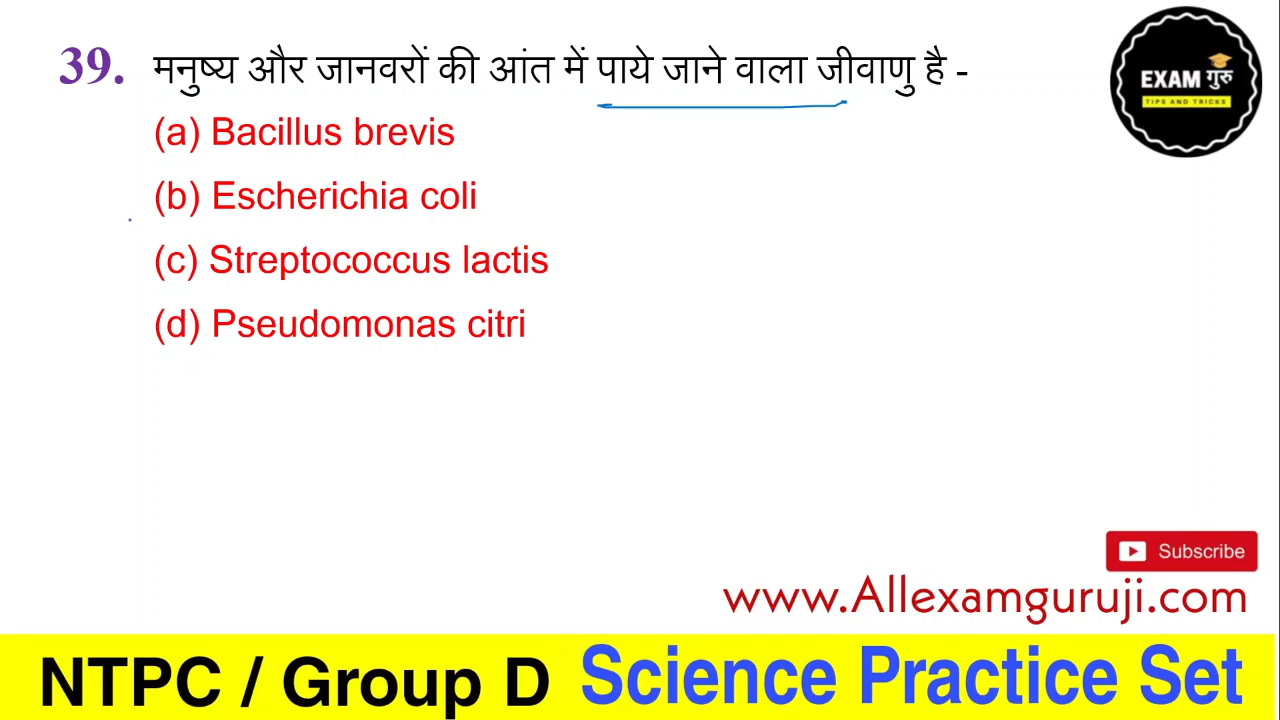 39. मनुष्य और जानवरों की आंत में पाये जाने वाला जीवाणु है -
EXAM गुरु
TIPS AND TRICKS
(a) Bacillus brevis
(b) Escherichia coli
(c) Streptococcus lactis
(d) Pseudomonas citri
Subscribe
www.Allexamguruji.com
NTPC / Group D Science Practice Set